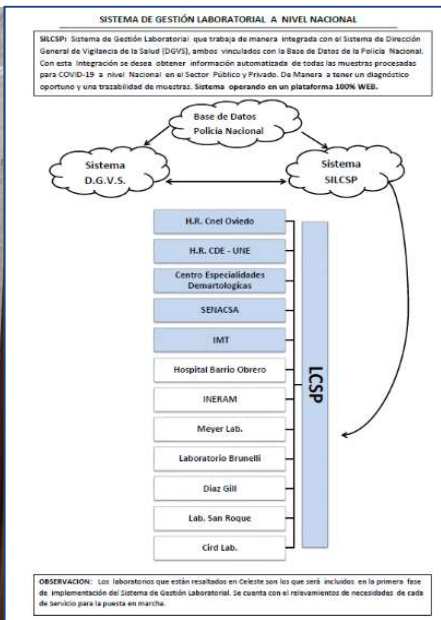 SISTEMA DE GESTIÓN LABORATORIAL A NIVEL NACIONAL
SILCSP: Sistema de Gestión Laboratorial que trabaja de manera integrada con el Sistema de Dirección
General de Vigilancia de la Salud (DGVS), ambos vinculados con la Base de Datos de la Policía Nacional.
Con esta Integración se desea obtener información automatizada de todas las muestras procesadas
para COVID-19 a nivel Nacional en el Sector Público y Privado. De Manera a tener un diagnóstico
oportuno y una trazabilidad de muestras. Sistema operando en un plataforma 100% WEB.
Base de Datos
Policía Nacional
Sistema
D.G.V.S.
Sistema
SILCSP
H.R. Cnel Oviedo
H.R. CDE - UNE
Centro Especialidades
Demartologicas
SENACSA
IMT
Hospital Barrio Obrero
INERAM
Meyer Lab.
Laboratorio Brunelli
Diaz Gill
Lab. San Roque
Cird Lab.
LCSP
OBSERVACION: Los laboratorios que están resaltados en Celeste son los que será incluidos en la primera fase
de implementación del Sistema de Gestión Laboratorial. Se cuenta con el relevamientos de necesidades de cada
de Servicio para la puesta en marcha.